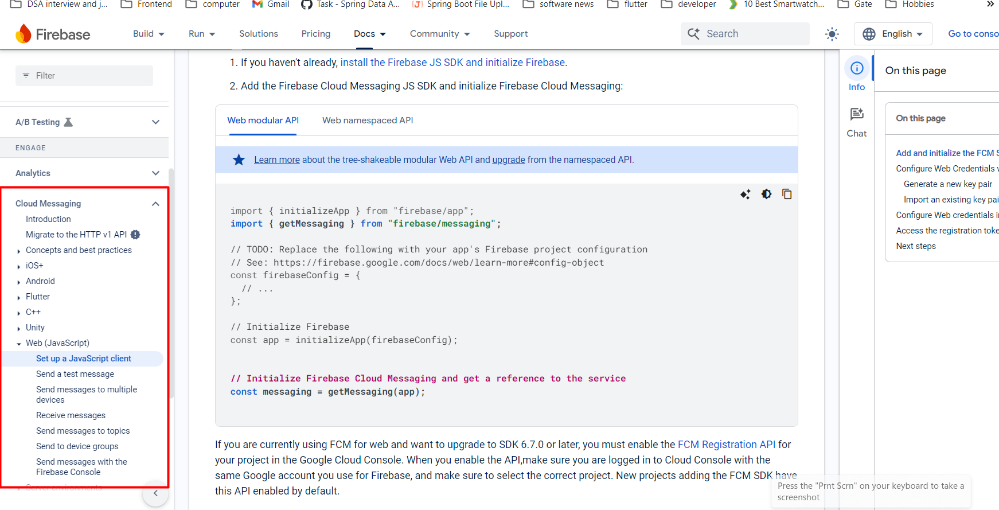 DSA interview and j... Frontend computer Gmail Task - Spring Data A... Spring Boot File Upl... software news flutter developer 10 Best Smartwatch... Gate Hobbies »
Firebase Build Run Solutions Pricing Docs Community Support Search English Go to conso
Filter
A/B Testing
ENGAGE
Analytics
Cloud Messaging
Introduction
Migrate to the HTTP v1 API
Concepts and best practices
iOS+
Android
Flutter
C++
Unity
Web (JavaScript)
Set up a JavaScript client
Send a test message
Send messages to multiple
devices
Receive messages
Send messages to topics
Send to device groups
Send messages with the
Firebase Console
Server environments
1. If you haven't already, install the Firebase JS SDK and initialize Firebase.
2. Add the Firebase Cloud Messaging JS SDK and initialize Firebase Cloud Messaging:
Web modular API Web namespaced API
Learn more about the tree-shakeable modular Web API and upgrade from the namespaced API.
import { initializeApp } from "firebase/app";
import { getMessaging } from "firebase/messaging";
// TODO: Replace the following with your app's Firebase project configuration
// See: https://firebase.google.com/docs/web/learn-more#config-object
const firebaseConfig = {
// ...
};
// Initialize Firebase
const app = initializeApp(firebaseConfig);
// Initialize Firebase Cloud Messaging and get a reference to the service
const messaging = getMessaging(app);
If you are currently using FCM for web and want to upgrade to SDK 6.7.0 or later, you must enable the FCM Registration API for
your project in the Google Cloud Console. When you enable the API,make sure you are logged in to Cloud Console with the
same Google account you use for Firebase, and make sure to select the correct project. New projects adding the FCM SDK have
this API enabled by default.
Info
Chat
On this page
On this page
Add and initialize the FCM S
Configure Web Credentials w
Generate a new key pair
Import an existing key pai
Configure Web credentials i
Access the registration toke
Next steps
Press the "Prnt Scrn" on your keyboard to take a
screenshot